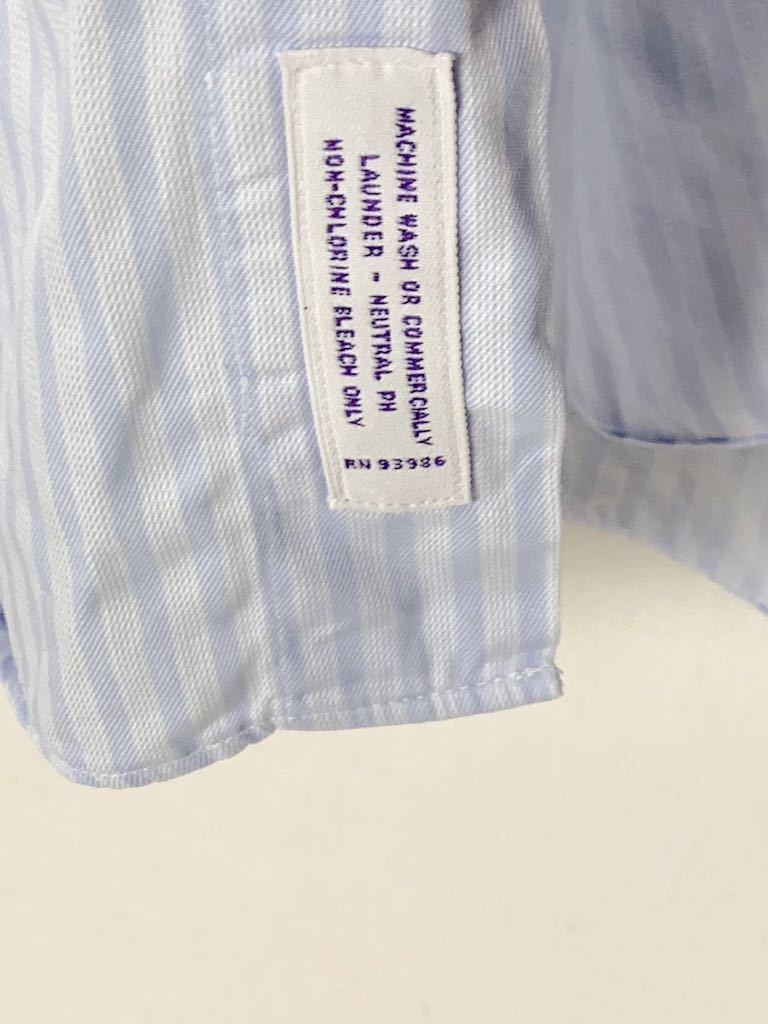 MACHINE WASH OR COMMERCIALLY
LAUNDER - NEUTRAL PH
NON-CHLORINE BLEACH ONLY
RN 93986